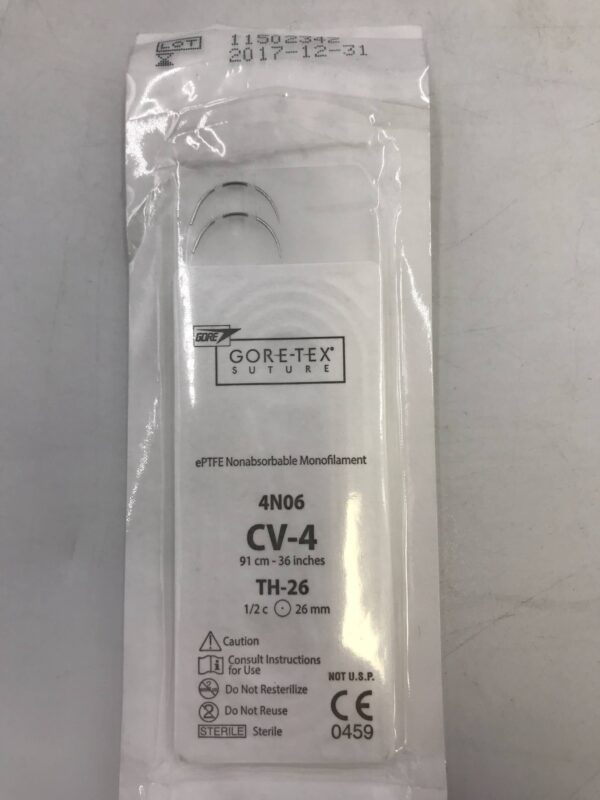 LOT 11502342
2017-12-31
GORE
GORE-TEX®
SUTURE
ePTFE Nonabsorbable Monofilament
4N06
CV-4
91 cm - 36 inches
TH-26
1/2 c 26 mm
Caution
Consult Instructions
for Use
Do Not Resterilize
Do Not Reuse
STERILE Sterile
NOT U.S.P.
CE
0459